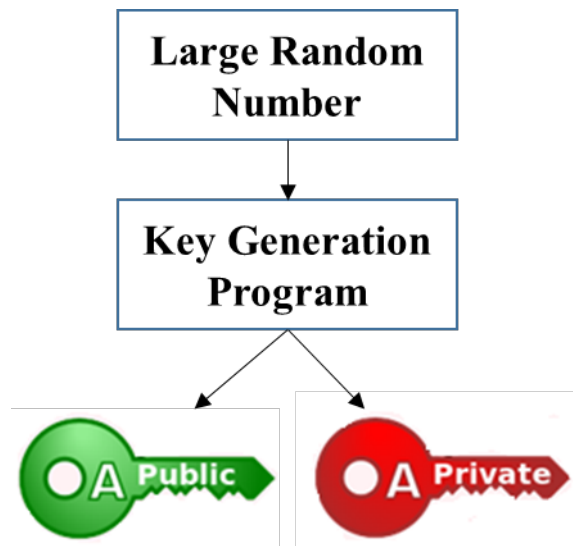 Large Random
Number
Key Generation
Program
A Public
A Private